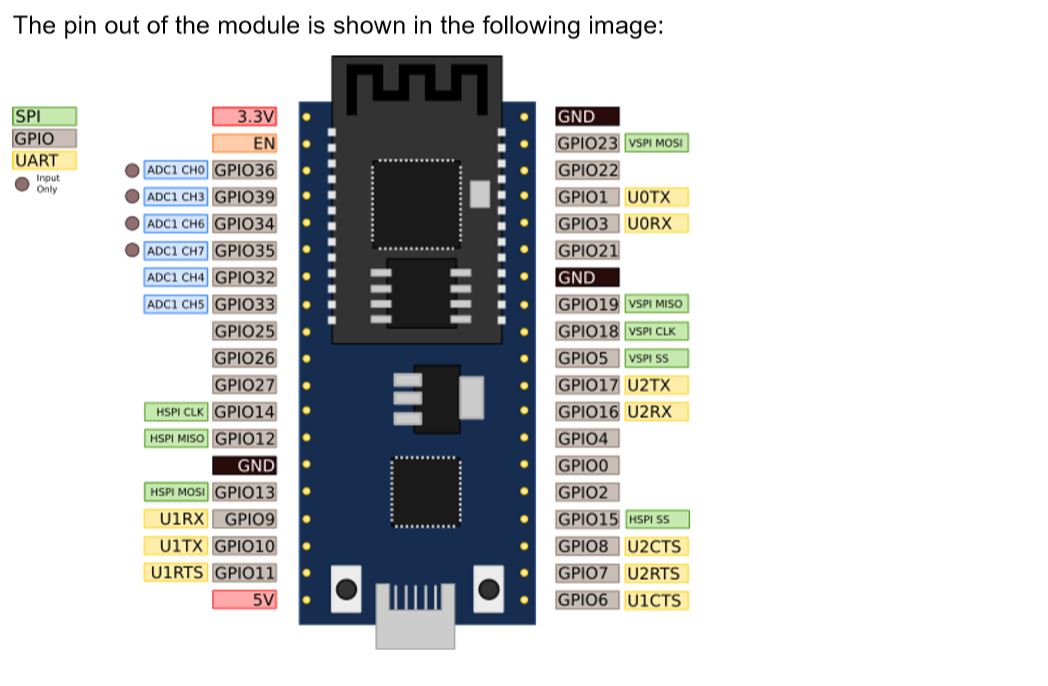 The pin out of the module is shown in the following image:
SPI
GPIO
UART
Input
Only
3.3V
EN
ADC1 CH0 GPIO36
ADC1 CH3 GPIO39
ADC1 CH6 GPIO34
ADC1 CH7 GPIO35
ADC1 CH4 GPIO32
ADC1 CH5 GPIO33
GPIO25
GPIO26
GPIO27
HSPI CLK GPIO14
HSPI MISO GPIO12
GND
HSPI MOSI GPIO13
U1RX GPIO9
U1TX GPIO10
U1RTS GPIO11
5V
GND
GPIO23 VSPI MOSI
GPIO22
GPIO1 U0TX
GPIO3 U0RX
GPIO21
GND
GPIO19 VSPI MISO
GPIO18 VSPI CLK
GPIO5 VSPI SS
GPIO17 U2TX
GPIO16 U2RX
GPIO4
GPIO0
GPIO2
GPIO15 HSPI SS
GPIO8 U2CTS
GPIO7 U2RTS
GPIO6 U1CTS